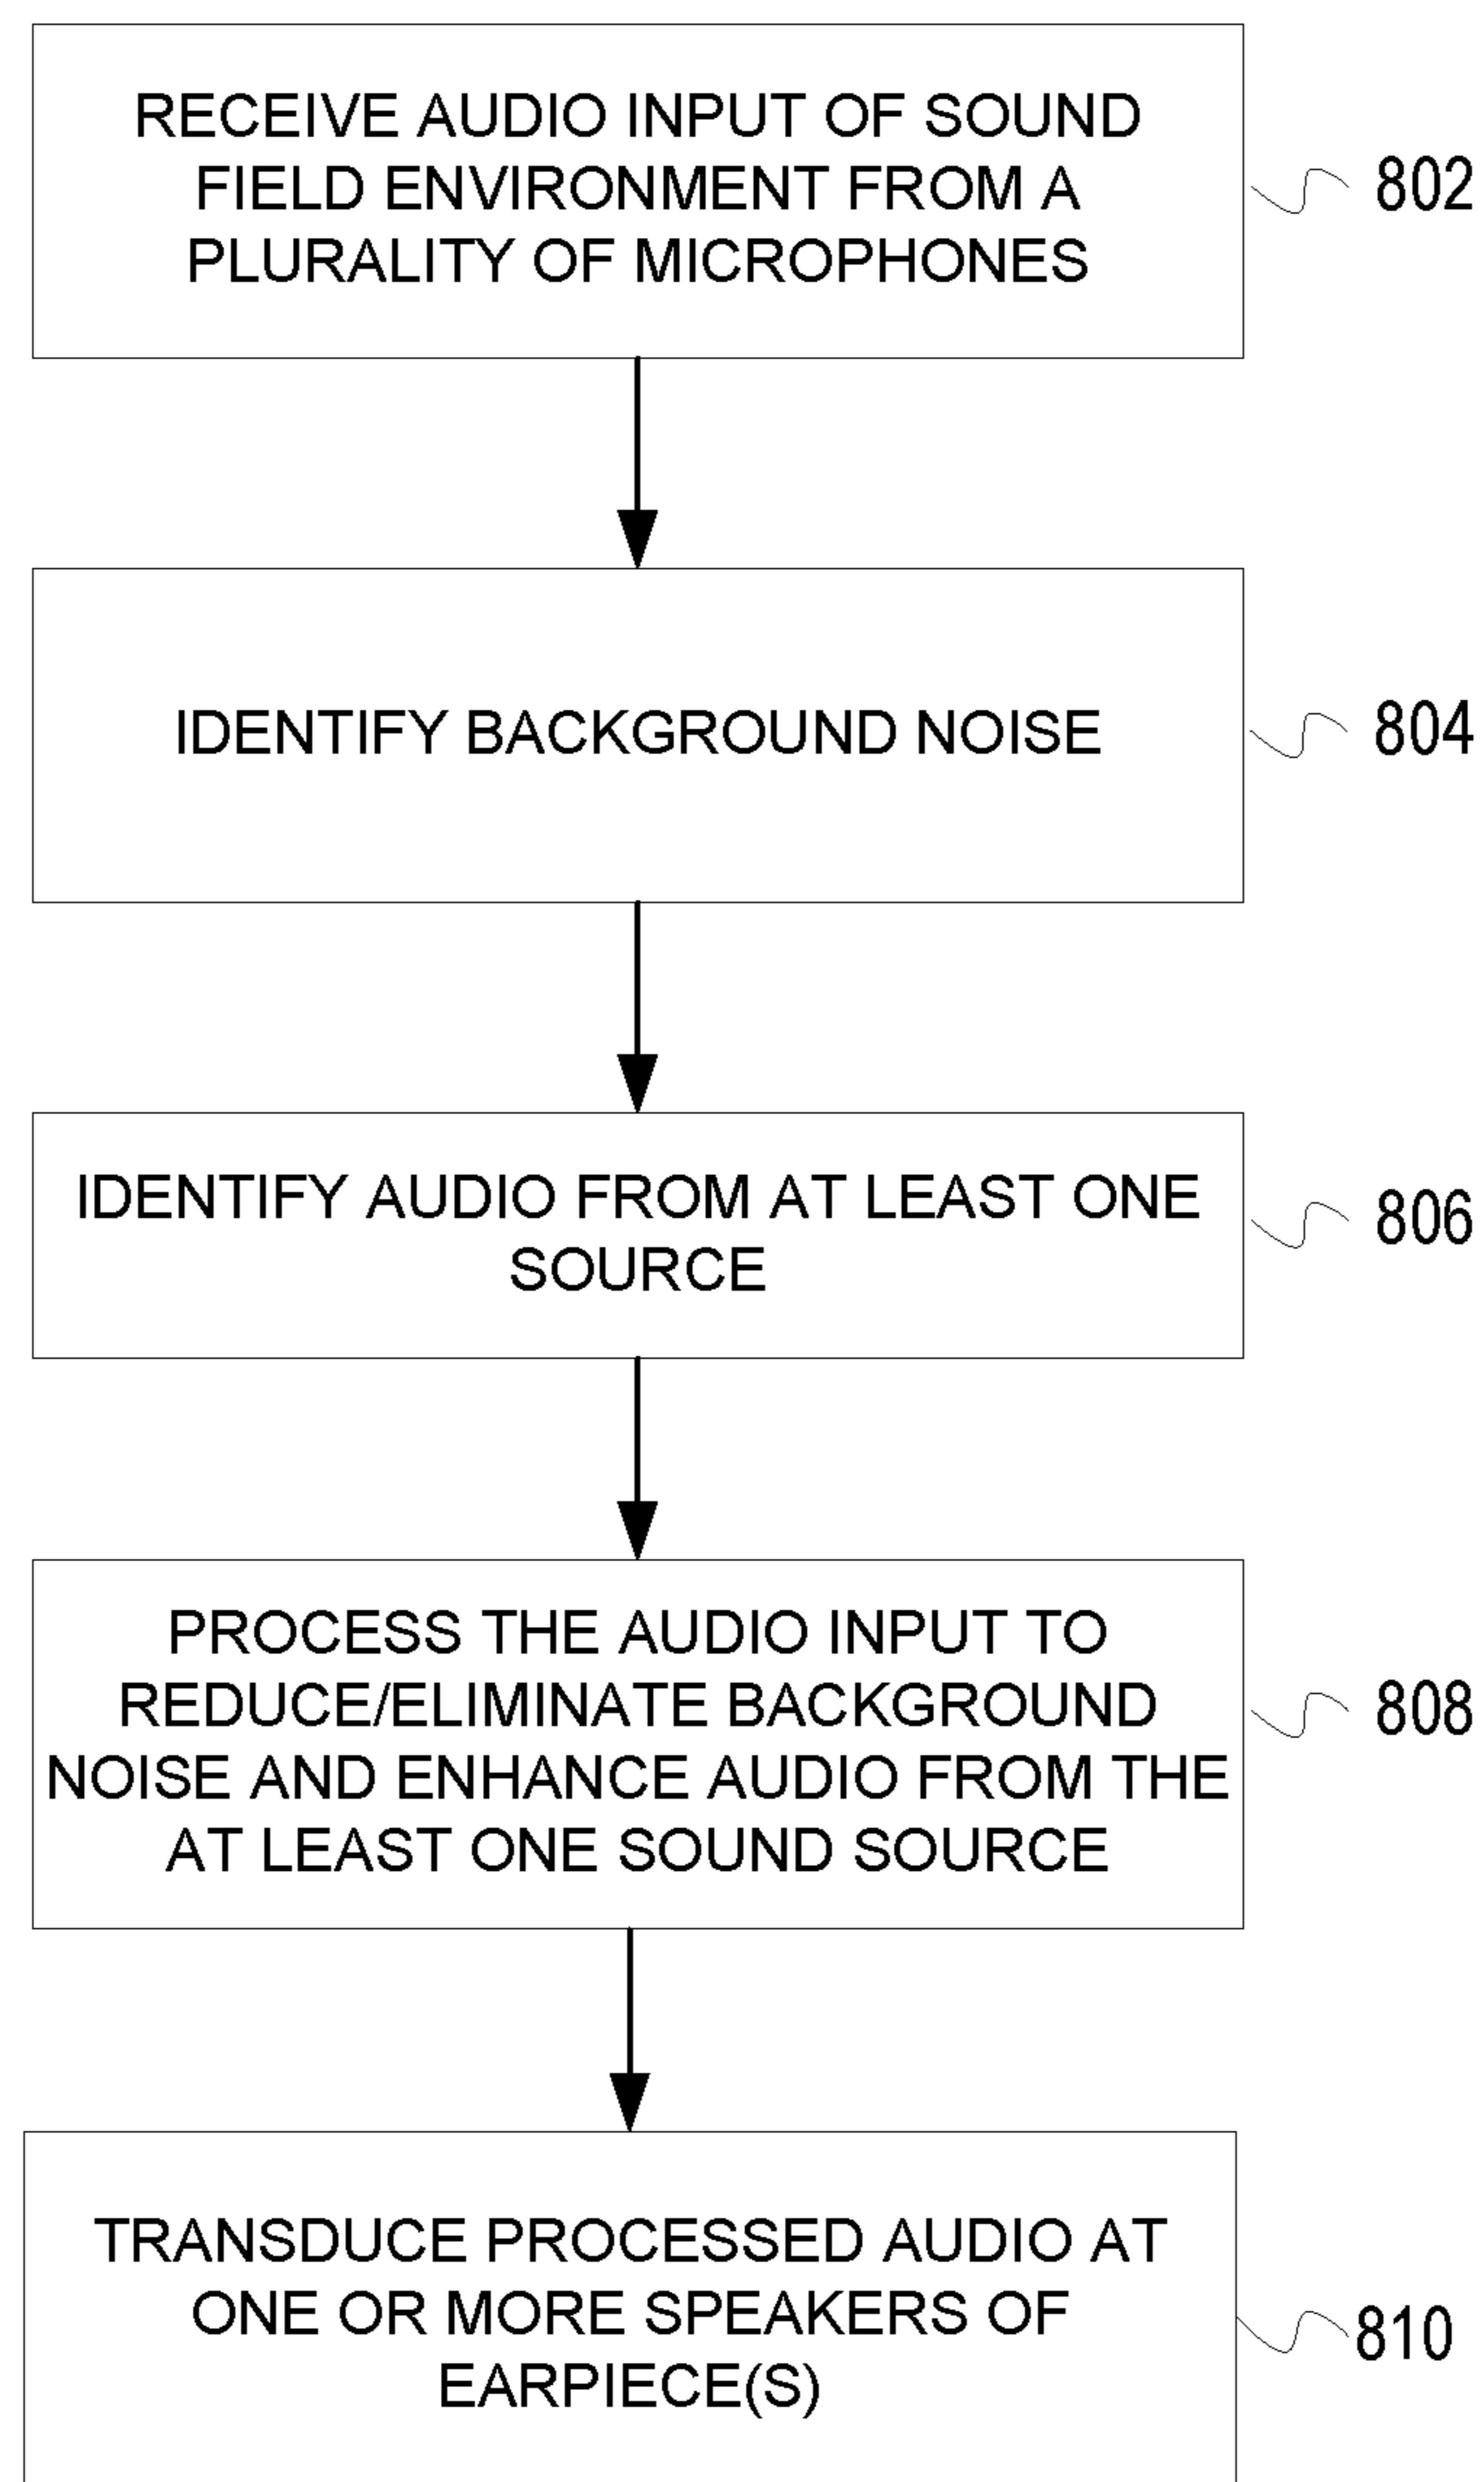 RECEIVE AUDIO INPUT OF SOUND
FIELD ENVIRONMENT FROM A
PLURALITY OF MICROPHONES
802
IDENTIFY BACKGROUND NOISE
804
IDENTIFY AUDIO FROM AT LEAST ONE
SOURCE
806
PROCESS THE AUDIO INPUT TO
REDUCE/ELIMINATE BACKGROUND
NOISE AND ENHANCE AUDIO FROM THE
AT LEAST ONE SOUND SOURCE
808
TRANSDUCE PROCESSED AUDIO AT
ONE OR MORE SPEAKERS OF
EARPIECE(S)
810